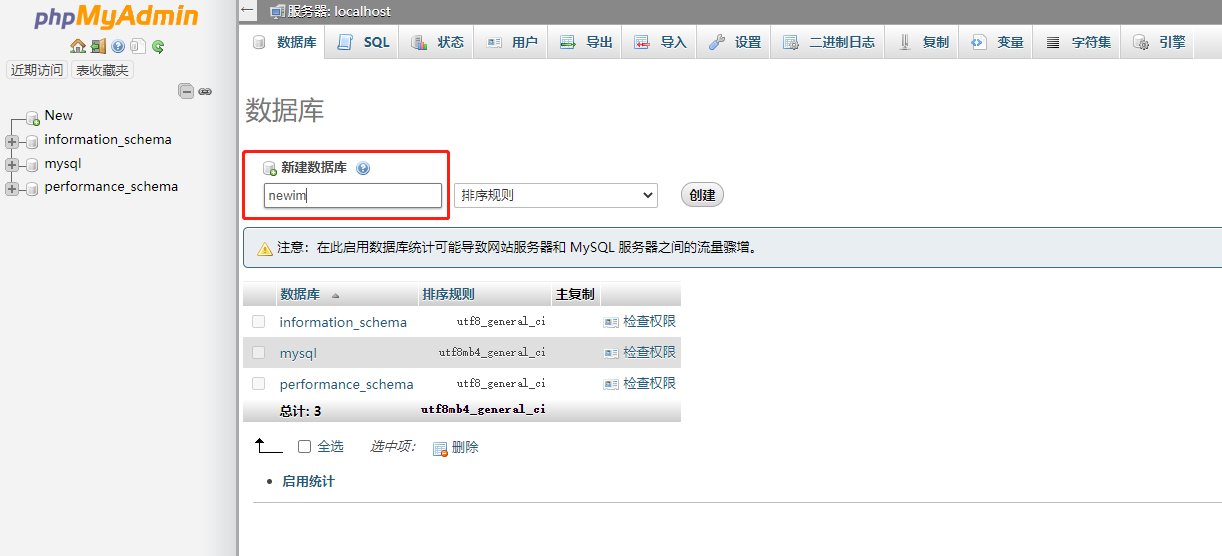 phpMyAdmin
近期访问 表收藏夹
New
information_schema
mysql
performance_schema
服务器: localhost
数据库 SQL 状态 用户 导出 导入 设置 二进制日志 复制 变量 字符集 引擎
数据库
新建数据库
newim 排序规则 创建
注意：在此启用数据库统计可能导致网站服务器和 MySQL 服务器之间的流量骤增。
数据库 排序规则 主复制
information_schema utf8_general_ci 检查权限
mysql utf8mb4_general_ci 检查权限
performance_schema utf8_general_ci 检查权限
总计: 3 utf8mb4_general_ci
全选 选中项： 删除
启用统计